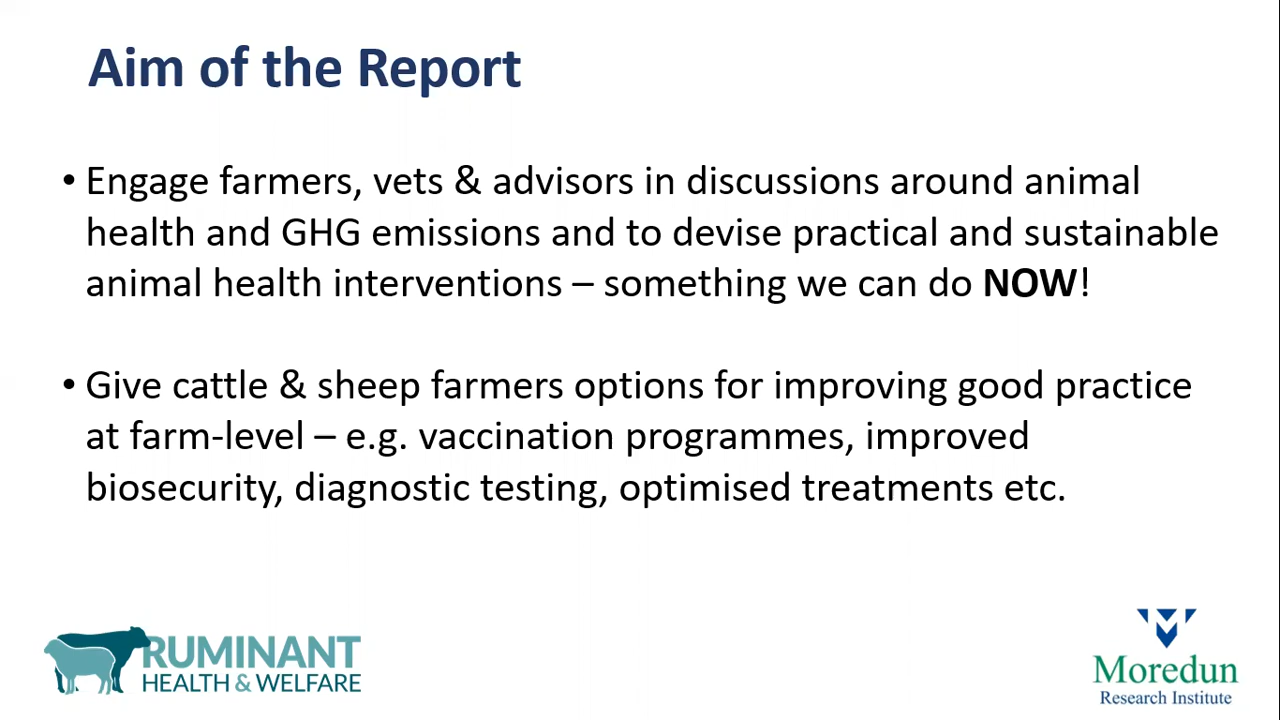 Aim of the Report
• Engage farmers, vets & advisors in discussions around animal
health and GHG emissions and to devise practical and sustainable
animal health interventions – something we can do NOW!
• Give cattle & sheep farmers options for improving good practice
at farm-level – e.g. vaccination programmes, improved
biosecurity, diagnostic testing, optimised treatments etc.
RUMINANT
HEALTH & WELFARE
Moredun
Research Institute